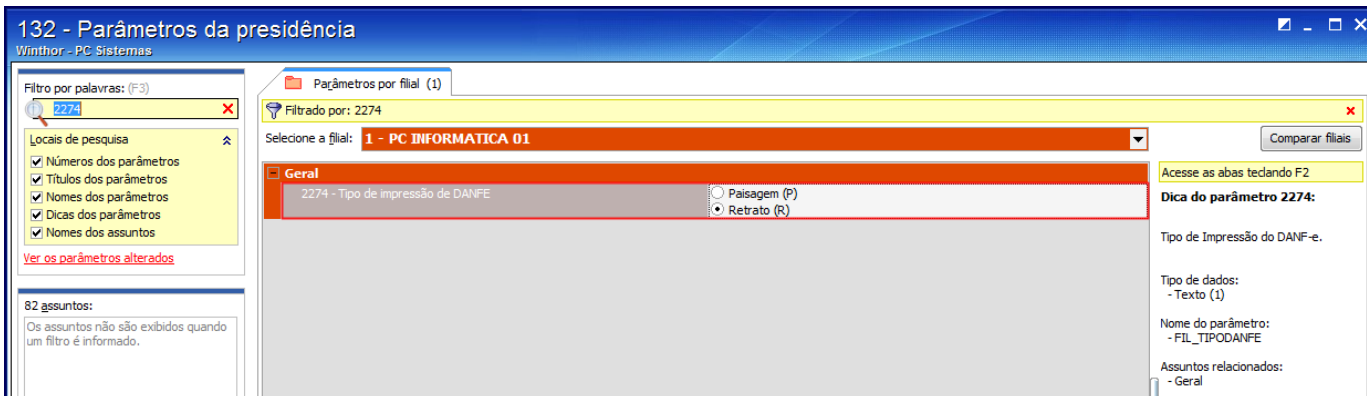 132 - Parâmetros da presidência
Winthor - PC Sistemas
Filtro por palavras: (F3)
2274
Locais de pesquisa
Números dos parâmetros
Títulos dos parâmetros
Nomes dos parâmetros
Dicas dos parâmetros
Nomes dos assuntos
Ver os parâmetros alterados
82 assuntos:
Os assuntos não são exibidos quando
um filtro é informado.
Parâmetros por filial (1)
Filtrado por: 2274
Selecione a filial: 1 - PC INFORMATICA 01
Comparar filiais
Geral
2274 - Tipo de impressão de DANFE
Paisagem (P)
Retrato (R)
Acesse as abas teclando F2
Dica do parâmetro 2274:
Tipo de Impressão do DANF-e.
Tipo de dados:
- Texto (1)
Nome do parâmetro:
- FIL_TIPODANFE
Assuntos relacionados:
- Geral